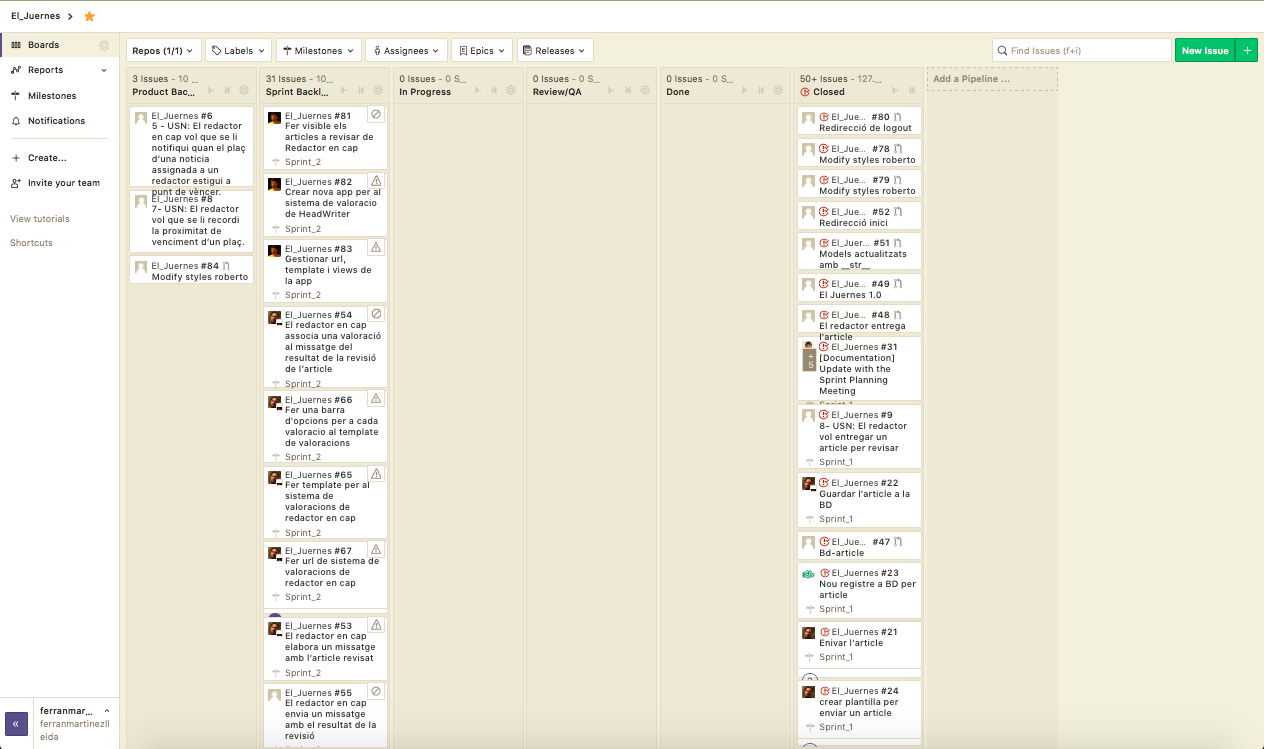 El_Juernes
Boards
Reports
Milestones
Notifications
Create...
Invite your team
View tutorials
Shortcuts
ferranmar...
ferranmartinezll
eida
Repos (1/1)
Labels
Milestones
Assignees
Epics
Releases
Find Issues (f+i)
New Issue
3 Issues - 10 ...
Product Bac...
El_Juernes #6
5 - USN: El redactor
en cap vol que se li
notifiqui quan el plaç
d'una noticia
assignada a un
redactor estigui a
punt de vèncer.
El_Juernes #8
7- USN: El redactor
vol que se li recordi
la proximitat de
venciment d'un plaç.
El_Juernes #84
Modify styles roberto
31 Issues - 10...
Sprint Backl...
El_Juernes #81
Fer visible els
articles a revisar de
Redactor en cap
Sprint_2
El_Juernes #82
Crear nova app per al
sistema de valoracio
de HeadWriter
Sprint_2
El_Juernes #83
Gestionar url,
template i views de
la app
Sprint_2
El_Juernes #54
El redactor en cap
associa una valoració
al missatge del
resultat de la revisió
de l'article
Sprint_2
El_Juernes #66
Fer una barra
d'opcions per a cada
valoracio al template
de valoracions
Sprint_2
El_Juernes #65
Fer template per al
sistema de
valoracions de
redactor en cap
Sprint_2
El_Juernes #67
Fer url de sistema de
valoracions de
redactor en cap
Sprint_2
El_Juernes #53
El redactor en cap
elabora un missatge
amb l'article revisat
Sprint_2
El_Juernes #55
El redactor en cap
envia un missatge
amb el resultat de la
revisió
0 Issues - 0 S...
In Progress
0 Issues - 0 S...
Review/QA
0 Issues - 0 S...
Done
50+ Issues - 127....
Closed
El_Jue... #80
Redirecció de logout
El_Jue... #78
Modify styles roberto
El_Jue... #79
Modify styles roberto
El_Jue... #52
Redirecció inici
El_Juer... #51
Models actualitzats
amb __str__
El_Jue... #49
El Juernes 1.0
El_Jue... #48
El redactor entrega
l'article
+
5
El_Juernes #31
[Documentation]
Update with the
Sprint Planning
Meeting
Sprint_1
El_Juernes #9
8- USN: El redactor
vol entregar un
article per revisar
Sprint_1
El_Juernes #22
Guardar l'article a la
BD
Sprint_1
El_Jue... #47
Bd-article
El_Juernes #23
Nou registre a BD per
article
Sprint_1
El_Juernes #21
Enivar l'article
Sprint_1
El_Juernes #24
crear plantilla per
enviar un article
Sprint_1
Add a Pipeline ...